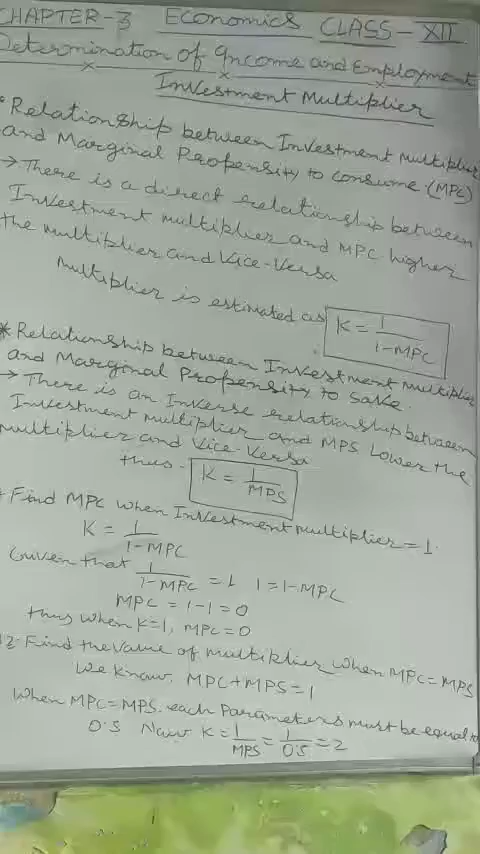 CHAPTER-3 Economics CLASS-XII
Determination of Income and Employment
Investment Multiplier
* Relationship between Investment Multiplier
and Marginal Propensity to consume (MPC)
→ There is a direct relationship between
Investment multiplier and MPC higher
the multiplier and Vice-Versa
Multiplier is estimated as K = 1/1-MPC
* Relationship between Investment Multiplier
and Marginal Propensity to Save.
→ There is an Inverse relationship between
Investment multiplier and MPS Lower the
multiplier and Vice-Versa
thus - K = 1/MPS
Find MPC when Investment multiplier = 1.
K = 1/1-MPC
Given that 1/1-MPC = 1 1 = 1-MPC
MPC = 1-1 = 0
Thus when K=1, MPC=0
2. Find the value of multiplier when MPC=MPS
We know, MPC+MPS=1
When MPC=MPS. each Parameters must be equal to
0.5 Now K = 1/MPS = 1/0.5 = 2